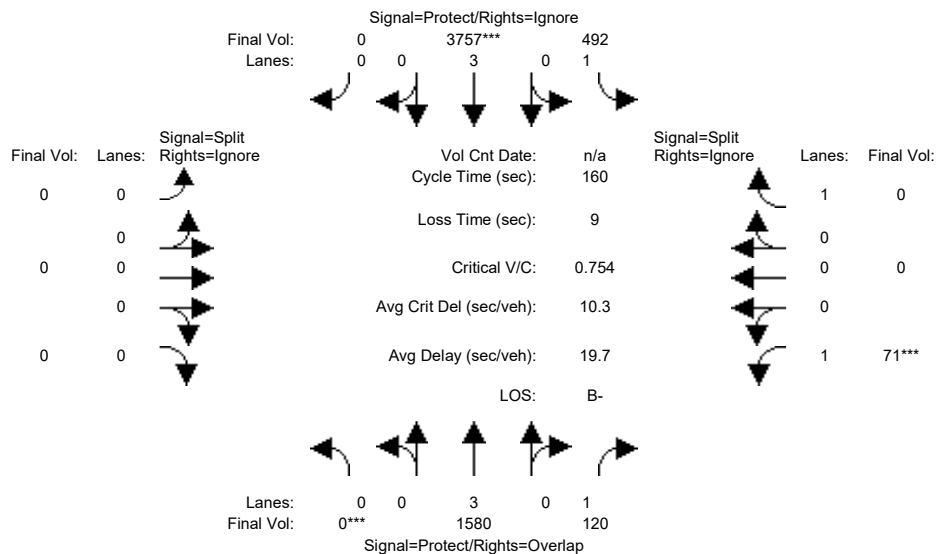 Signal=Protect/Rights=Ignore
Final Vol: 0 3757*** 492
Lanes: 0 0 3 0 1
Signal=Split Signal=Split
Final Vol: Lanes: Rights=Ignore Vol Cnt Date: n/a Rights=Ignore Lanes: Final Vol:
Cycle Time (sec): 160
0 0 1 0
Loss Time (sec): 9
0 0
0 0 Critical V/C: 0.754 0 0
0 Avg Crit Del (sec/veh): 10.3 0
0 0 Avg Delay (sec/veh): 19.7 1 71***
LOS: B-
Lanes: 0 0 3 0 1
Final Vol: 0*** 1580 120
Signal=Protect/Rights=Overlap